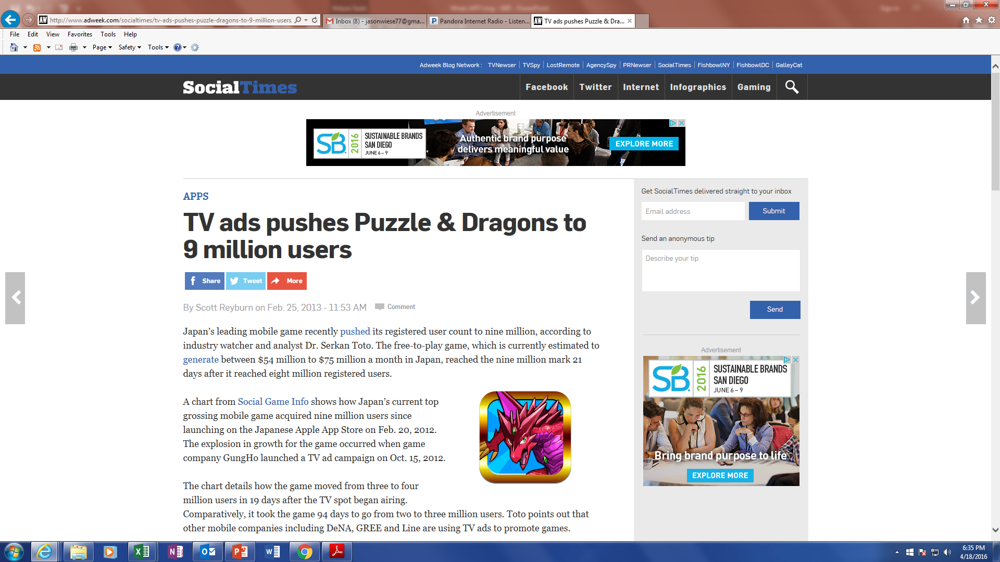 http://www.adweek.com/socialtimes/tv-ads-pushes-puzzle-dragons-to-9-million-users
Inbox (8) - jasonwiese77@gma...
Pandora Internet Radio - Listen...
TV ads pushes Puzzle & Dra...
File Edit View Favorites Tools Help
Page Safety Tools
Adweek Blog Network: TVNewser TVSpy LostRemote AgencySpy PRNewser SocialTimes FishbowlNY FishbowlDC GalleyCat
SocialTimes
Facebook Twitter Internet Infographics Gaming
Advertisement
SB 2016 SUSTAINABLE BRANDS
SAN DIEGO
JUNE 6 – 9
Authentic brand purpose
delivers meaningful value
EXPLORE MORE
APPS
TV ads pushes Puzzle & Dragons to
9 million users
Share Tweet More
By Scott Reyburn on Feb. 25, 2013 - 11:53 AM Comment
Japan's leading mobile game recently pushed its registered user count to nine million, according to
industry watcher and analyst Dr. Serkan Toto. The free-to-play game, which is currently estimated to
generate between $54 million to $75 million a month in Japan, reached the nine million mark 21
days after it reached eight million registered users.
A chart from Social Game Info shows how Japan's current top
grossing mobile game acquired nine million users since
launching on the Japanese Apple App Store on Feb. 20, 2012.
The explosion in growth for the game occurred when game
company GungHo launched a TV ad campaign on Oct. 15, 2012.
The chart details how the game moved from three to four
million users in 19 days after the TV spot began airing.
Comparatively, it took the game 94 days to go from two to three million users. Toto points out that
other mobile companies including DeNA, GREE and Line are using TV ads to promote games.
Get SocialTimes delivered straight to your inbox
Email address
Submit
Send an anonymous tip
Describe your tip
Send
Advertisement
SB 2016 SUSTAINABLE BRANDS
SAN DIEGO
JUNE 6 – 9
Bring brand purpose to life
EXPLORE MORE
6:35 PM
4/18/2016